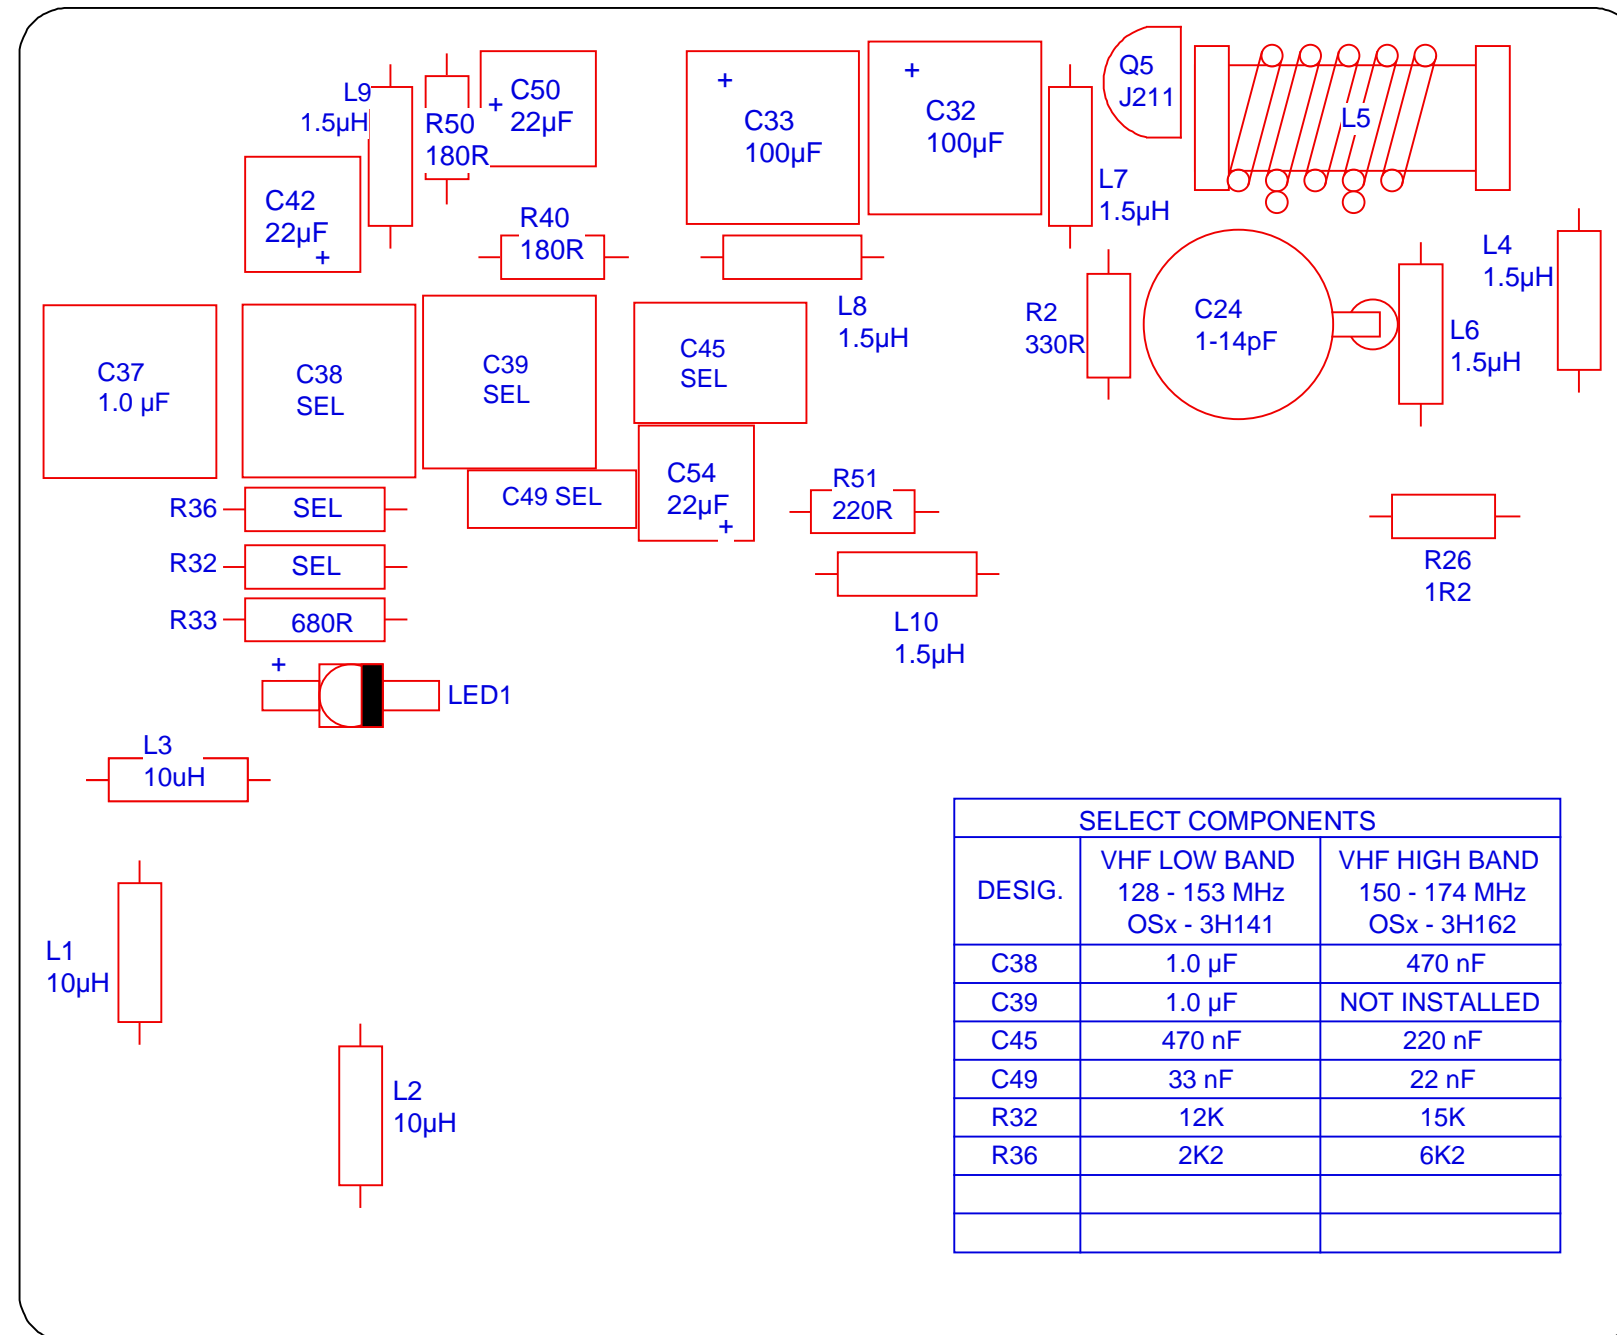 L9
1.5µH
R50
180R
+
C50
22µF
+
C33
100µF
+
C32
100µF
Q5
J211
L5
C42
22µF
+
R40
180R
L7
1.5µH
L8
1.5µH
R2
330R
C24
1-14pF
L6
1.5µH
L4
1.5µH
C37
1.0 µF
C38
SEL
C39
SEL
C45
SEL
C49 SEL
C54
22µF
+
R51
220R
R36 SEL
R32 SEL
R33 680R
L10
1.5µH
R26
1R2
+
LED1
L3
10uH
L1
10µH
L2
10µH
SELECT COMPONENTS
DESIG.
VHF LOW BAND
128 - 153 MHz
OSx - 3H141
VHF HIGH BAND
150 - 174 MHz
OSx - 3H162
C38 1.0 µF 470 nF
C39 1.0 µF NOT INSTALLED
C45 470 nF 220 nF
C49 33 nF 22 nF
R32 12K 15K
R36 2K2 6K2